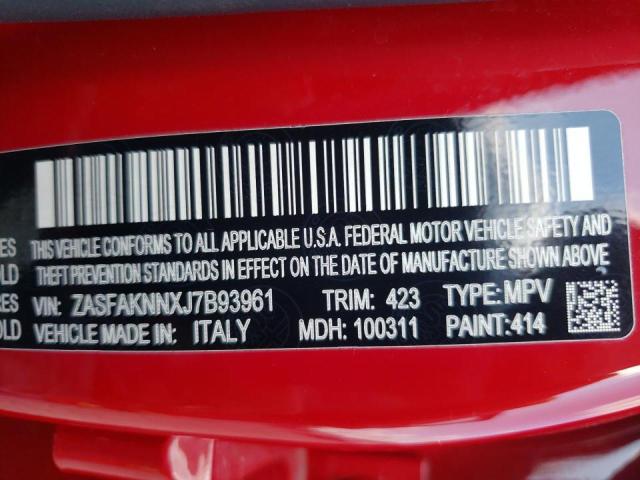 THIS VEHICLE CONFORMS TO ALL APPLICABLE U.S.A. FEDERAL MOTOR VEHICLE SAFETY AND
THEFT PREVENTION STANDARDS IN EFFECT ON THE DATE OF MANUFACTURE SHOWN ABOVE.
VIN: ZASFAKNNXJ7B93961 TRIM: 423 TYPE: MPV
VEHICLE MADE IN: ITALY MDH: 100311 PAINT: 414